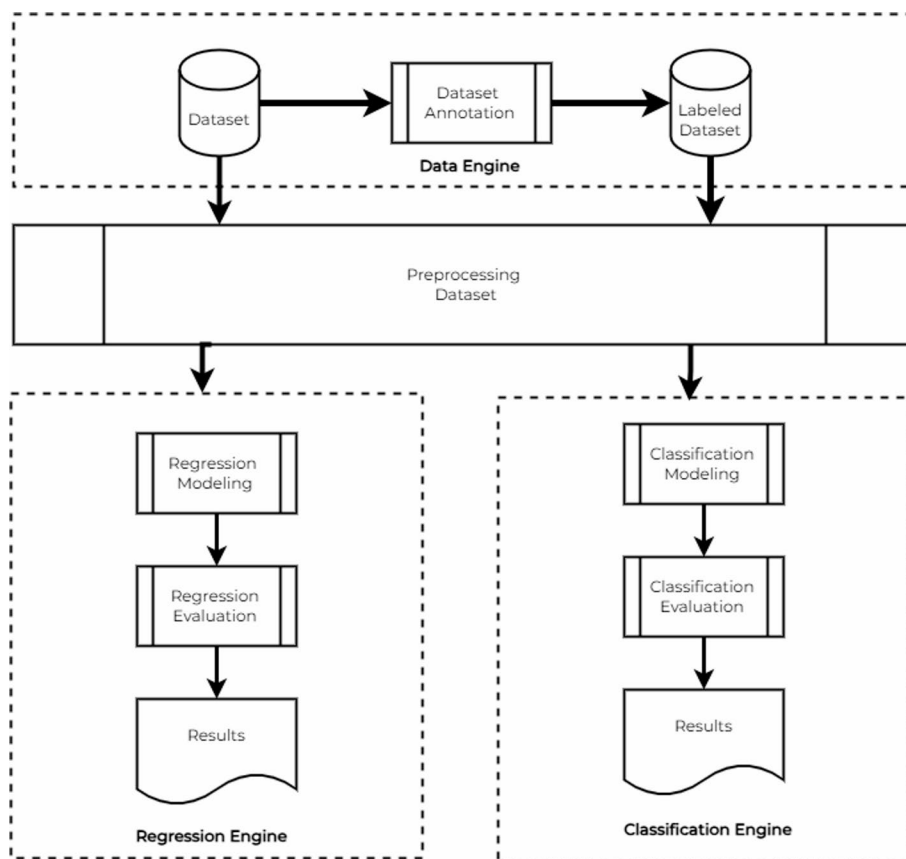 Dataset
Dataset
Annotation
Labeled
Dataset
Data Engine
Preprocessing
Dataset
Regression
Modeling
Regression
Evaluation
Results
Regression Engine
Classification
Modeling
Classification
Evaluation
Results
Classification Engine